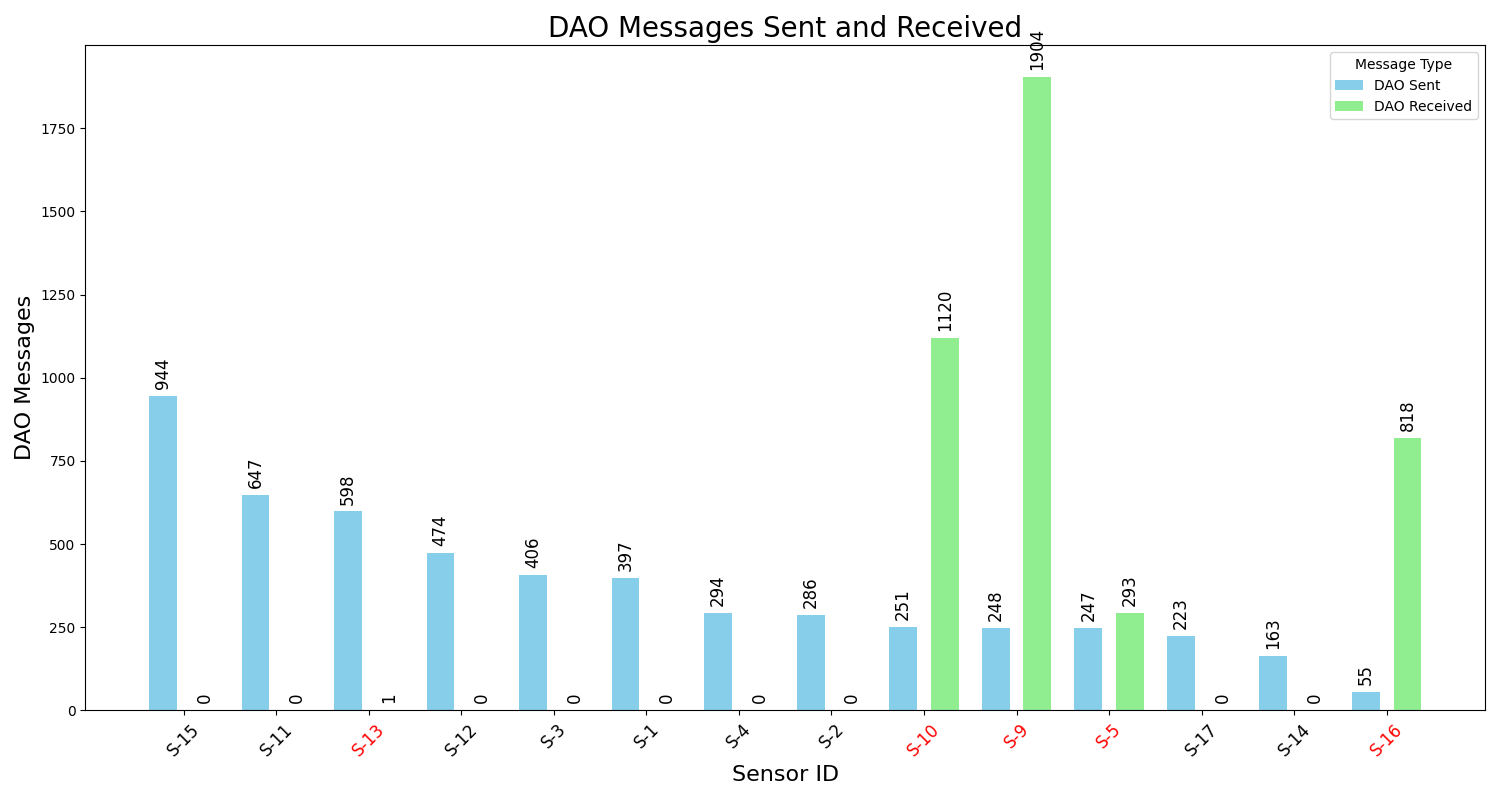 DAO Messages Sent and Received
Message Type
DAO Sent
DAO Received
DAO Messages
1750
1500
1250
1000
750
500
250
0
944
0
647
0
598
1
474
0
406
0
397
0
294
0
286
0
251
1120
248
1904
247
293
223
0
163
0
55
818
S-15
S-11
S-13
S-12
S-3
S-1
S-4
S-2
S-10
S-9
S-5
S-17
S-14
S-16
Sensor ID